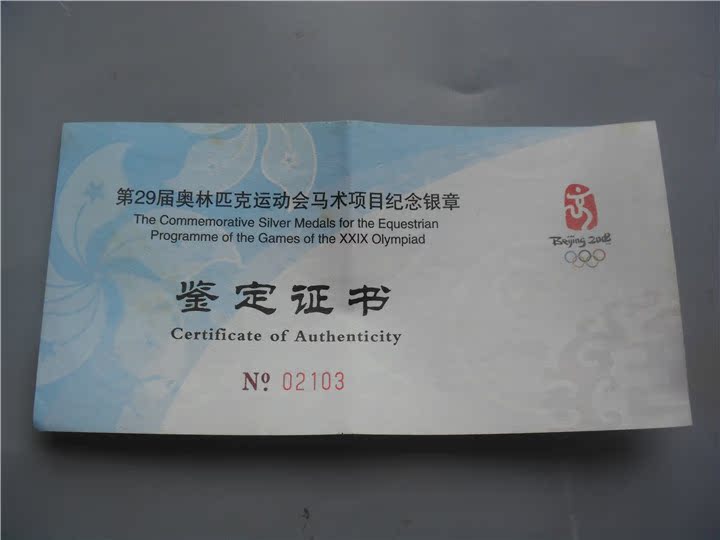 第29届奥林匹克运动会马术项目纪念银章
The Commemorative Silver Medals for the Equestrian
Programme of the Games of the XXIX Olympiad
鉴定证书
Certificate of Authenticity
Nº 02103
Beijing 2008